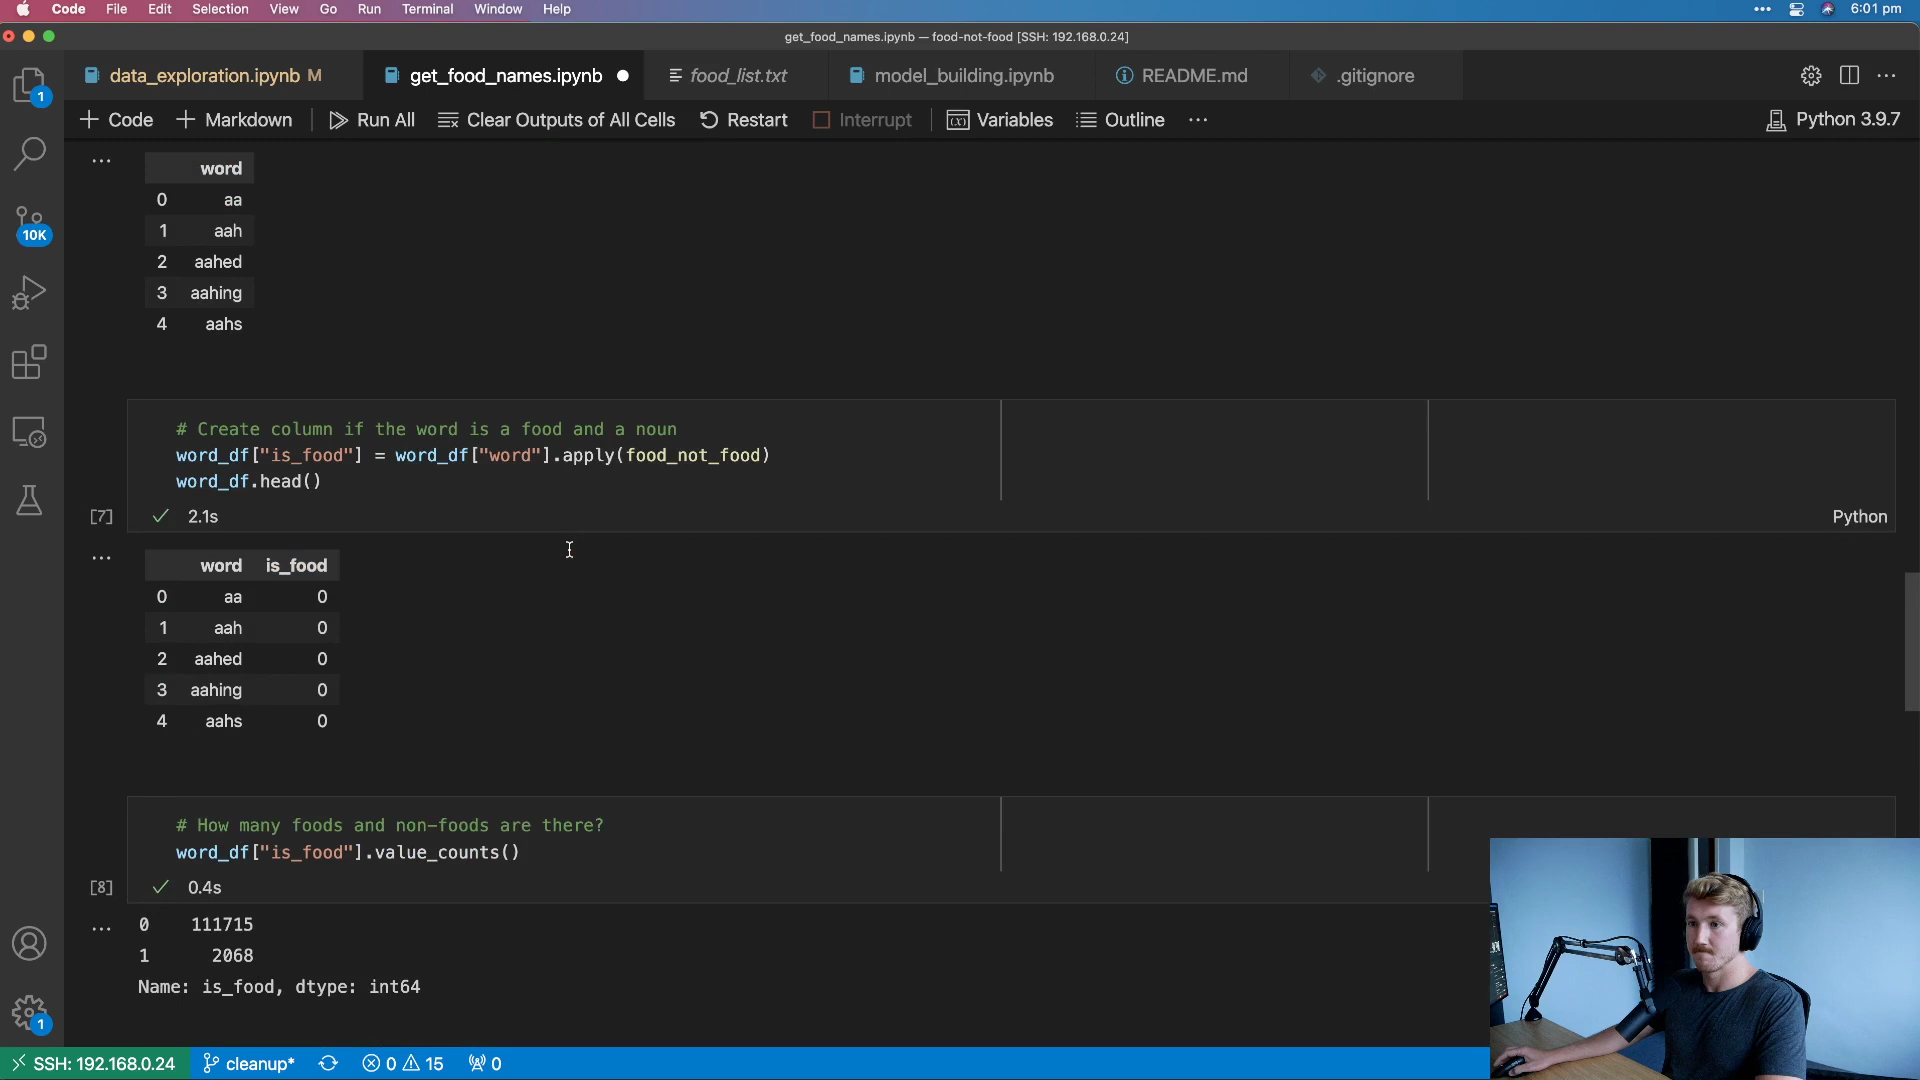 Code File Edit Selection View Go Run Terminal Window Help 6:01 pm
get_food_names.ipynb — food-not-food [SSH: 192.168.0.24]
data_exploration.ipynb M get_food_names.ipynb food_list.txt model_building.ipynb README.md .gitignore
Code Markdown Run All Clear Outputs of All Cells Restart Interrupt Variables Outline ··· Python 3.9.7
1
10K
... word
0 aa
1 aah
2 aahed
3 aahing
4 aahs
# Create column if the word is a food and a noun
word_df["is_food"] = word_df["word"].apply(food_not_food)
word_df.head()
[7] ✓ 2.1s Python
... word is_food
0 aa 0
1 aah 0
2 aahed 0
3 aahing 0
4 aahs 0
# How many foods and non-foods are there?
word_df["is_food"].value_counts()
[8] ✓ 0.4s
... 0 111715
1 2068
Name: is_food, dtype: int64
1
SSH: 192.168.0.24 cleanup* 0 15 0